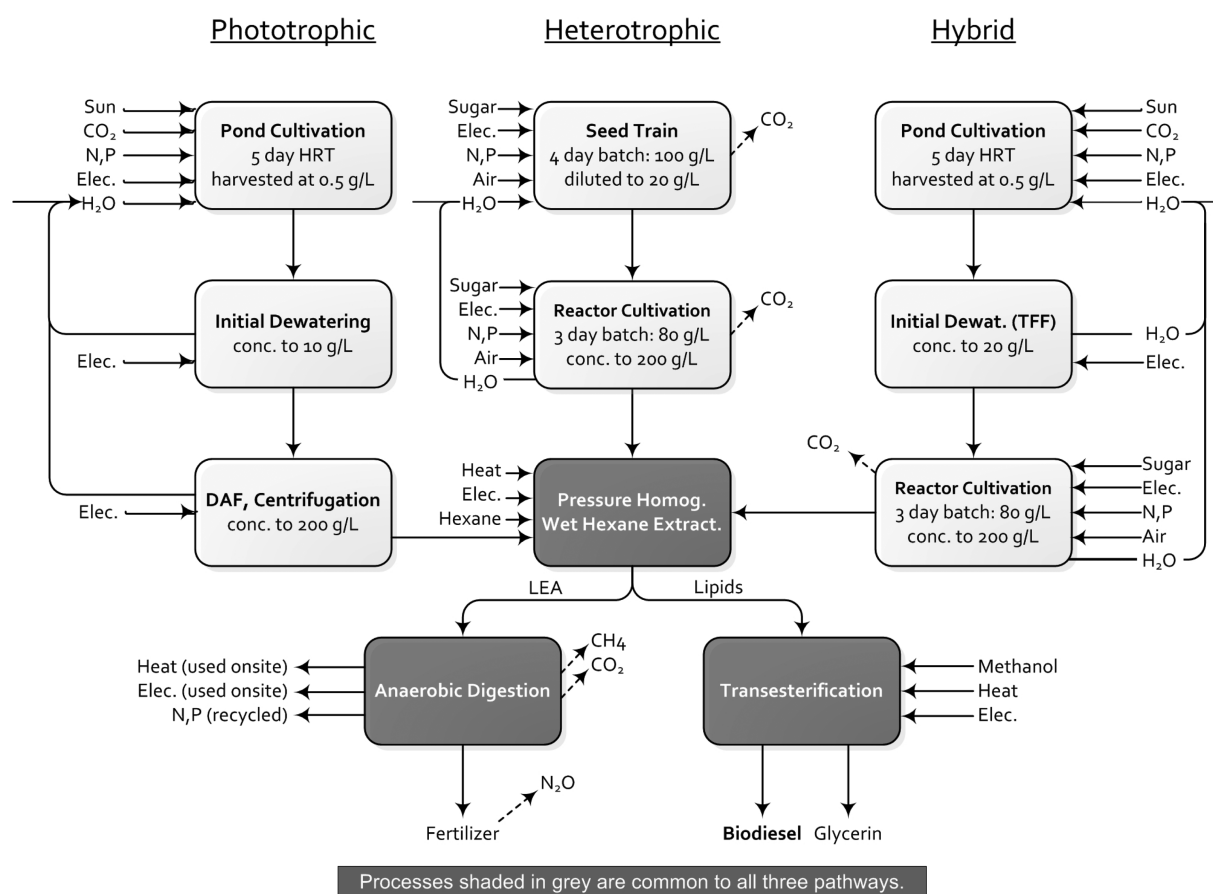 Phototrophic
Heterotrophic
Hybrid
Sun
CO₂
N,P
Elec.
H₂O
Pond Cultivation
5 day HRT
harvested at 0.5 g/L
Sugar
Elec.
N,P
Air
H₂O
Seed Train
4 day batch: 100 g/L
diluted to 20 g/L
CO₂
Pond Cultivation
5 day HRT
harvested at 0.5 g/L
Sun
CO₂
N,P
Elec.
H₂O
Elec.
Initial Dewatering
conc. to 10 g/L
Sugar
Elec.
N,P
Air
H₂O
Reactor Cultivation
3 day batch: 80 g/L
conc. to 200 g/L
CO₂
Initial Dewat. (TFF)
conc. to 20 g/L
H₂O
Elec.
Elec.
DAF, Centrifugation
conc. to 200 g/L
Heat
Elec.
Hexane
Pressure Homog.
Wet Hexane Extract.
CO₂
Reactor Cultivation
3 day batch: 80 g/L
conc. to 200 g/L
Sugar
Elec.
N,P
Air
H₂O
LEA
Lipids
Heat (used onsite)
Elec. (used onsite)
N,P (recycled)
Anaerobic Digestion
CH4
CO₂
Transesterification
Methanol
Heat
Elec.
N₂O
Fertilizer
Biodiesel
Glycerin
Processes shaded in grey are common to all three pathways.